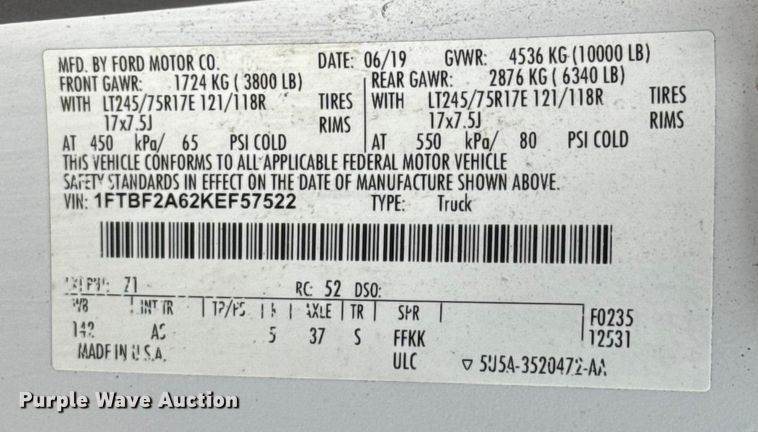 MFD. BY FORD MOTOR CO. DATE: 06/19 GVWR: 4536 KG (10000 LB)
FRONT GAWR: 1724 KG ( 3800 LB) REAR GAWR: 2876 KG ( 6340 LB)
WITH LT245/75R17E 121/118R TIRES WITH LT245/75R17E 121/118R TIRES
17x7.5J RIMS 17x7.5J RIMS
AT 450 kPa/ 65 PSI COLD AT 550 kPa/ 80 PSI COLD
THIS VEHICLE CONFORMS TO ALL APPLICABLE FEDERAL MOTOR VEHICLE
SAFETY STANDARDS IN EFFECT ON THE DATE OF MANUFACTURE SHOWN ABOVE.
VIN: 1FTBF2A62KEF57522 TYPE: Truck
Z1 RC: 52 DSO:
WB INT TR TP/PS R AXLE TR SPR F0235
142 AS 5 37 S FFKK 12531
MADE IN U.S.A. ULC ▽ 5U5A-3520472-AA
Purple Wave Auction